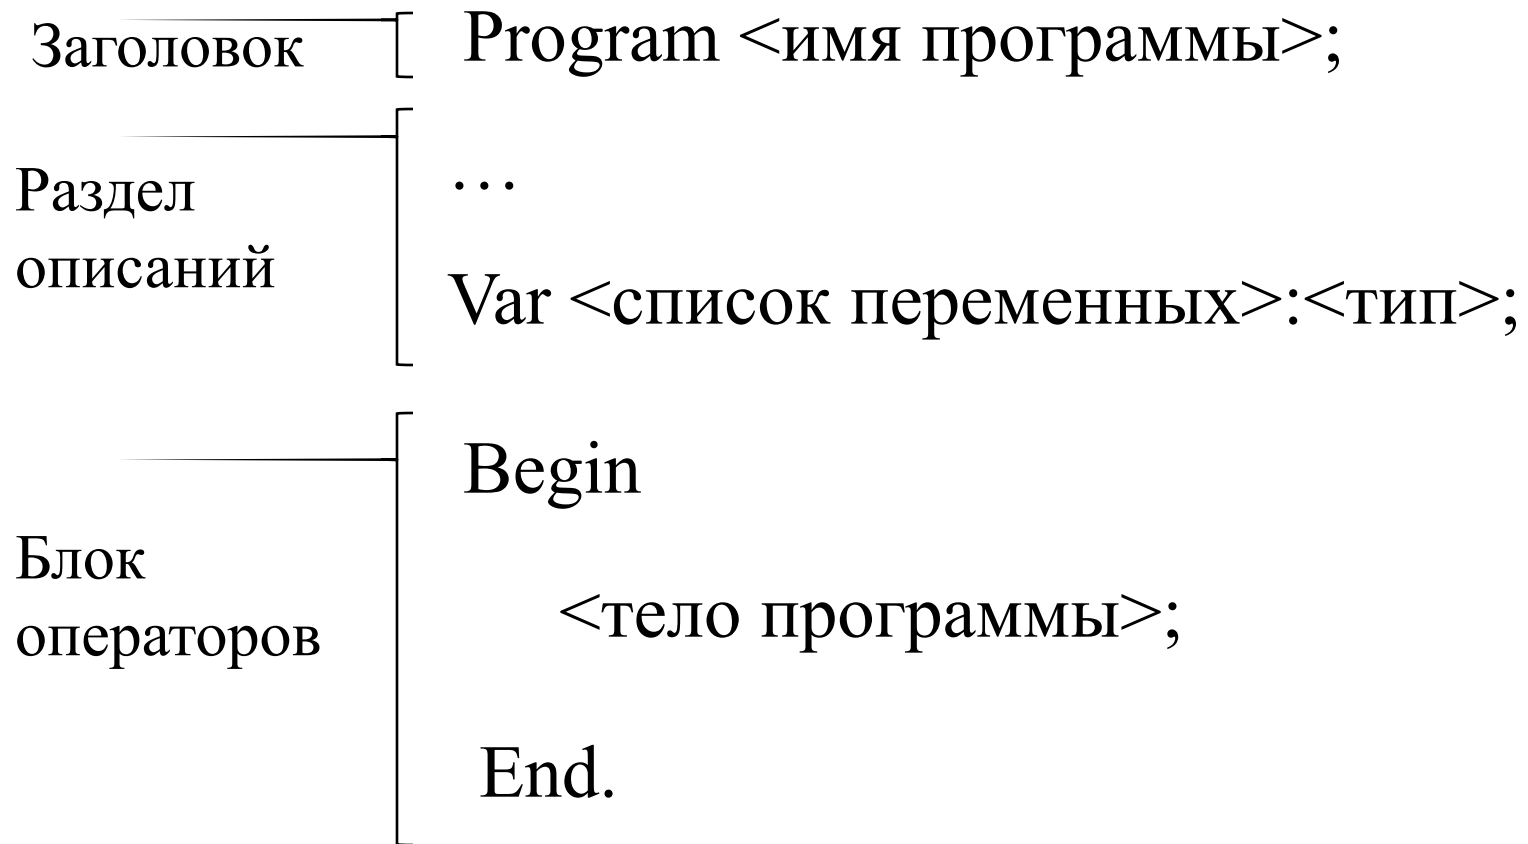 Заголовок
Program <имя программы>;
Раздел
описаний
…
Var <список переменных>:<тип>;
Блок
операторов
Begin
<тело программы>;
End.